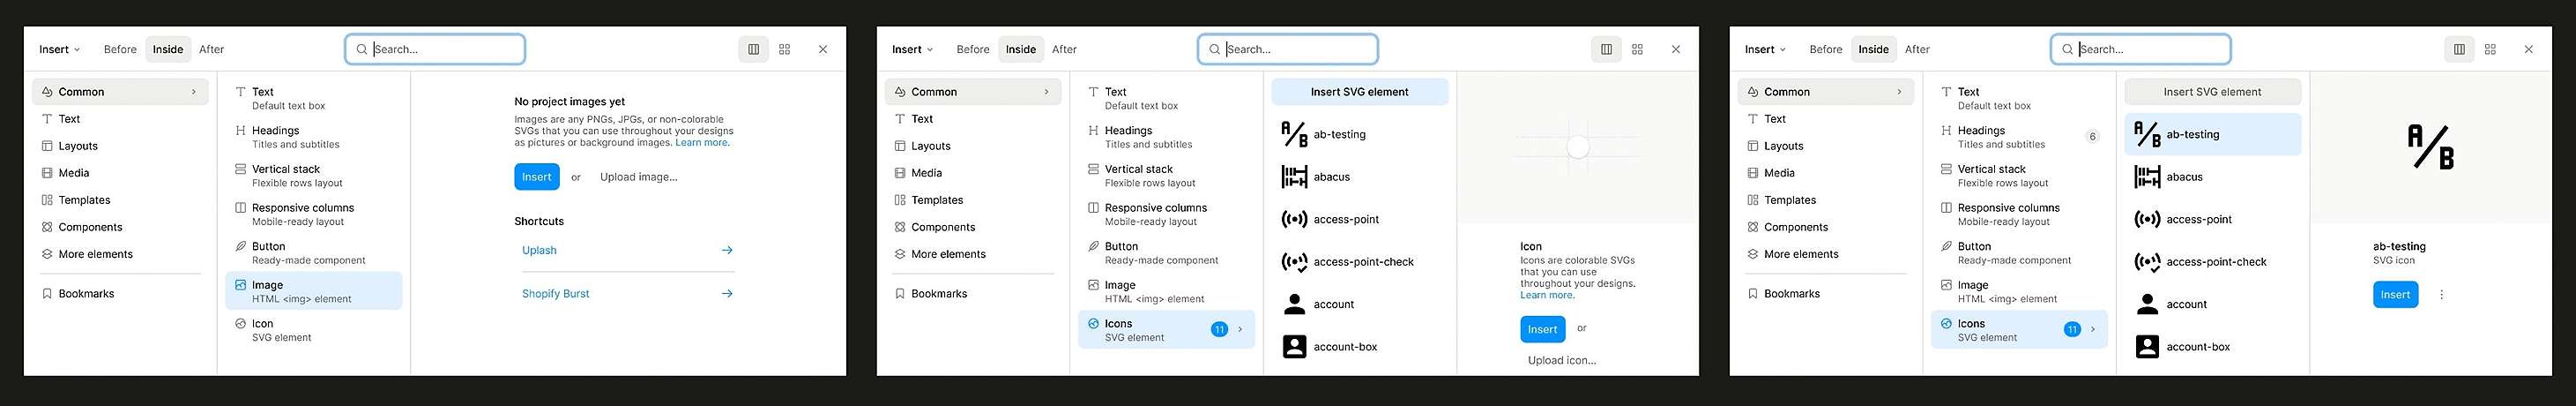 Insert Before Inside After Search...
Common
Text
Layouts
Media
Templates
Components
More elements
Bookmarks
Text
Default text box
Headings
Titles and subtitles
Vertical stack
Flexible rows layout
Responsive columns
Mobile-ready layout
Button
Ready-made component
Image
HTML <img> element
Icon
SVG element
No project images yet
Images are any PNGs, JPGs, or non-colorable
SVGs that you can use throughout your designs
as pictures or background images. Learn more.
Insert or Upload image...
Shortcuts
Uplash
Shopify Burst
Insert Before Inside After Search...
Common
Text
Layouts
Media
Templates
Components
More elements
Bookmarks
Text
Default text box
Headings
Titles and subtitles
Vertical stack
Flexible rows layout
Responsive columns
Mobile-ready layout
Button
Ready-made component
Image
HTML <img> element
Icons 11
SVG element
Insert SVG element
A/B ab-testing
abacus
access-point
access-point-check
account
account-box
Icon
Icons are colorable SVGs
that you can use
throughout your designs.
Learn more.
Insert or
Upload icon...
Insert Before Inside After Search...
Common
Text
Layouts
Media
Templates
Components
More elements
Bookmarks
Text
Default text box
Headings 6
Titles and subtitles
Vertical stack
Flexible rows layout
Responsive columns
Mobile-ready layout
Button
Ready-made component
Image
HTML <img> element
Icons 11
SVG element
Insert SVG element
A/B ab-testing
abacus
access-point
access-point-check
account
account-box
A/B
ab-testing
SVG icon
Insert